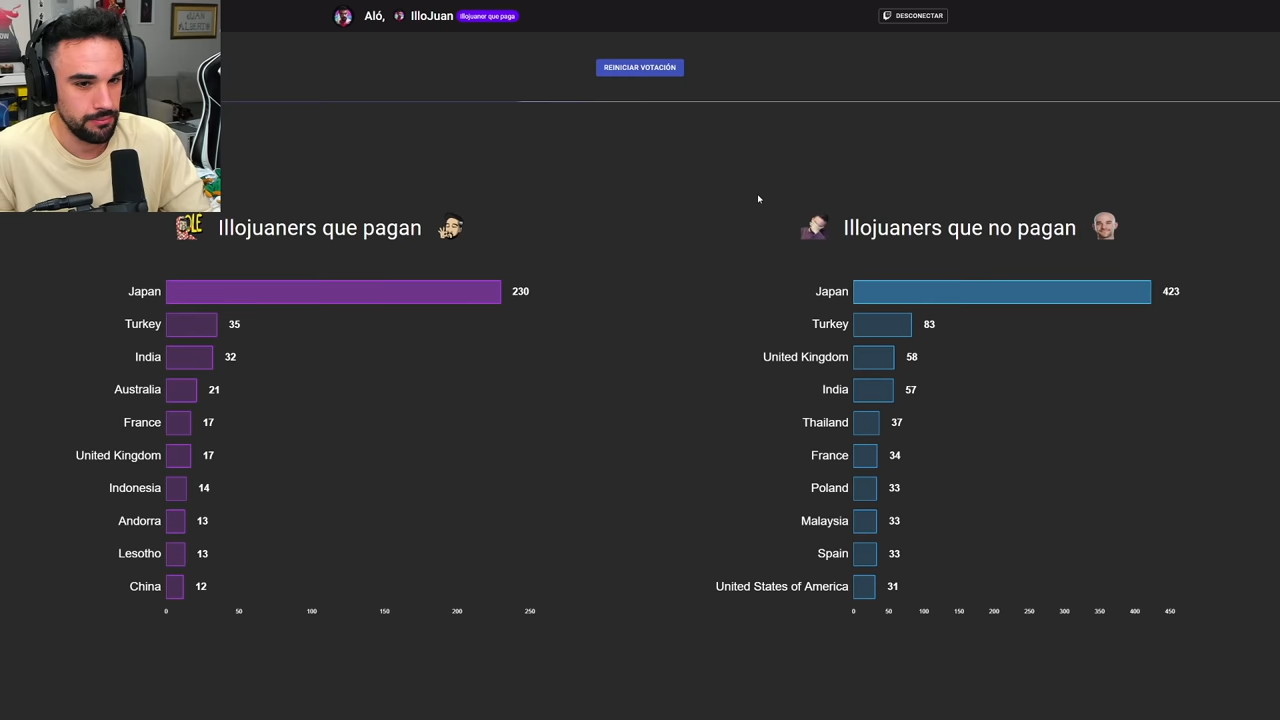 Aló, IlloJuan Illojuaner que paga
DESCONECTAR
REINICIAR VOTACIÓN
Illojuaners que pagan
Japan 230
Turkey 35
India 32
Australia 21
France 17
United Kingdom 17
Indonesia 14
Andorra 13
Lesotho 13
China 12
0 50 100 150 200 250
Illojuaners que no pagan
Japan 423
Turkey 83
United Kingdom 58
India 57
Thailand 37
France 34
Poland 33
Malaysia 33
Spain 33
United States of America 31
0 50 100 150 200 250 300 350 400 450